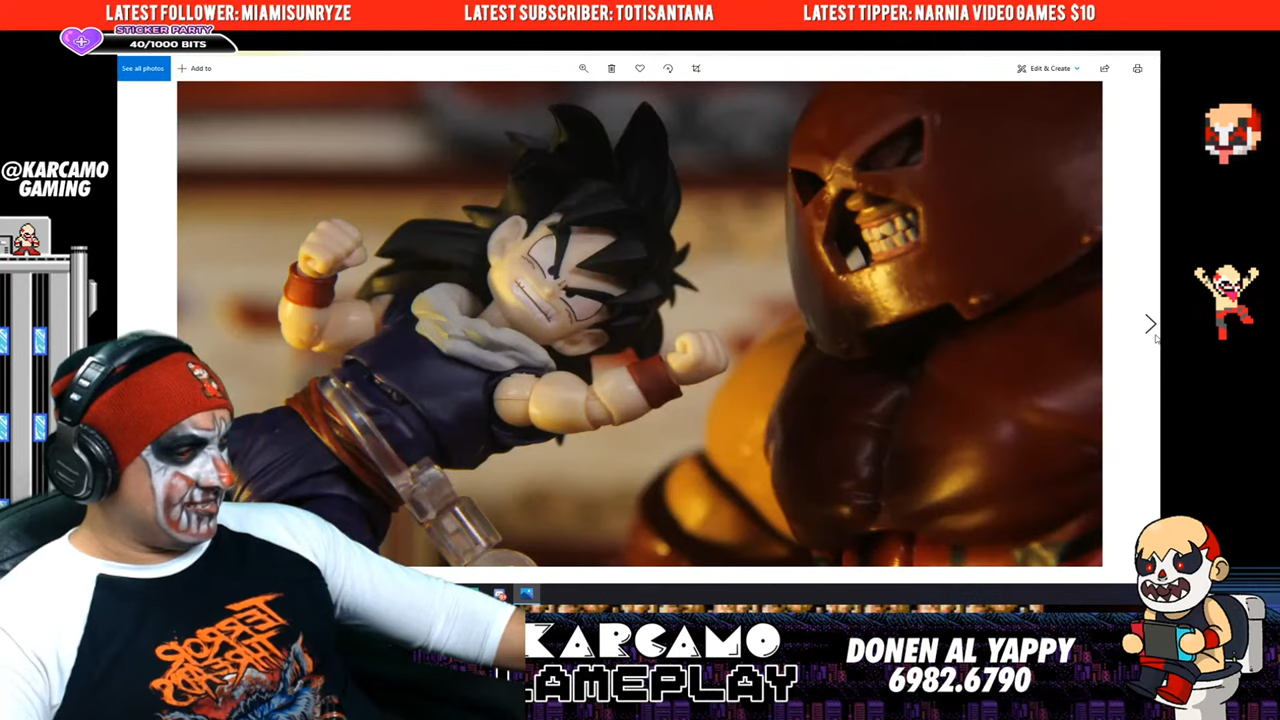 LATEST FOLLOWER: MIAMISUNRYZE
LATEST SUBSCRIBER: TOTISANTANA
LATEST TIPPER: NARNIA VIDEO GAMES $10
STICKER PARTY
40/1000 BITS
See all photos
Add to
Edit & Create
@KARCAMO
GAMING
KARCAMO
GAMEPLAY
DONEN AL YAPPY
6982.6790